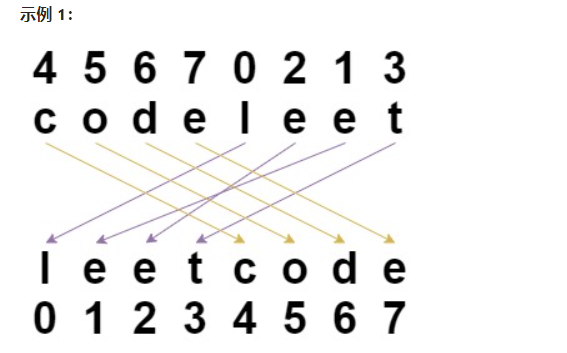 示例 1：
4 5 6 7 0 2 1 3
c o d e l e e t
l e e t c o d e
0 1 2 3 4 5 6 7